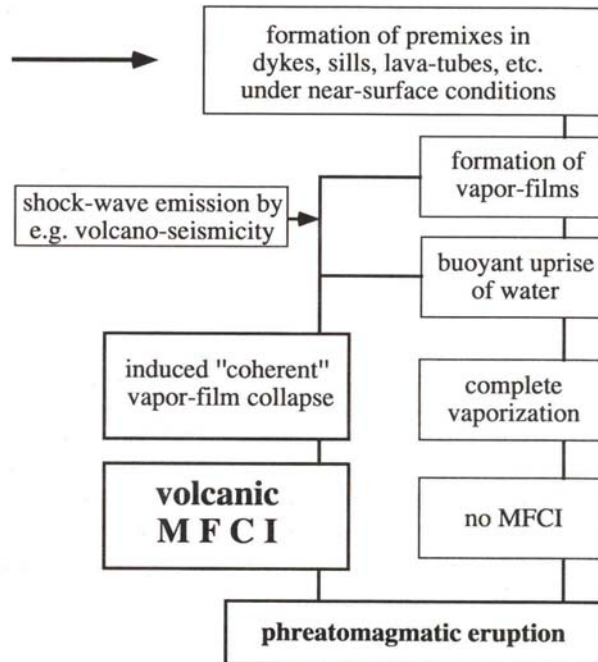 formation of premixes in
dykes, sills, lava-tubes, etc.
under near-surface conditions
formation of
vapor-films
shock-wave emission by
e.g. volcano-seismicity
buoyant uprise
of water
induced "coherent"
vapor-film collapse
complete
vaporization
volcanic
M F C I
no MFCI
phreatomagmatic eruption